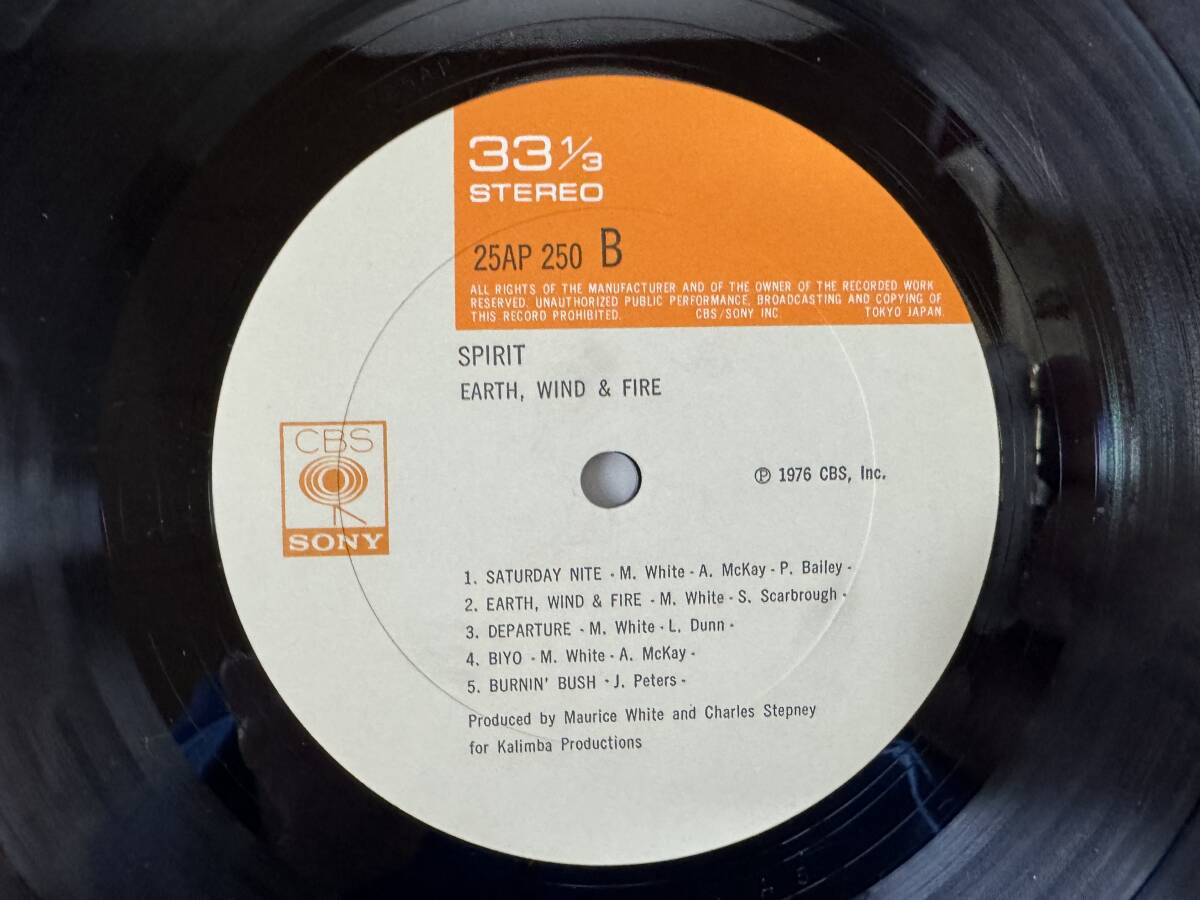 33 1/3
STEREO
25AP 250 B
ALL RIGHTS OF THE MANUFACTURER AND OF THE OWNER OF THE RECORDED WORK
RESERVED. UNAUTHORIZED PUBLIC PERFORMANCE, BROADCASTING AND COPYING OF
THIS RECORD PROHIBITED. CBS/SONY INC. TOKYO JAPAN.
SPIRIT
EARTH, WIND & FIRE
CBS
SONY
℗ 1976 CBS, Inc.
1. SATURDAY NITE - M. White - A. McKay - P. Bailey -
2. EARTH, WIND & FIRE - M. White - S. Scarbrough -
3. DEPARTURE - M. White - L. Dunn -
4. BIYO - M. White - A. McKay -
5. BURNIN' BUSH - J. Peters -
Produced by Maurice White and Charles Stepney
for Kalimba Productions